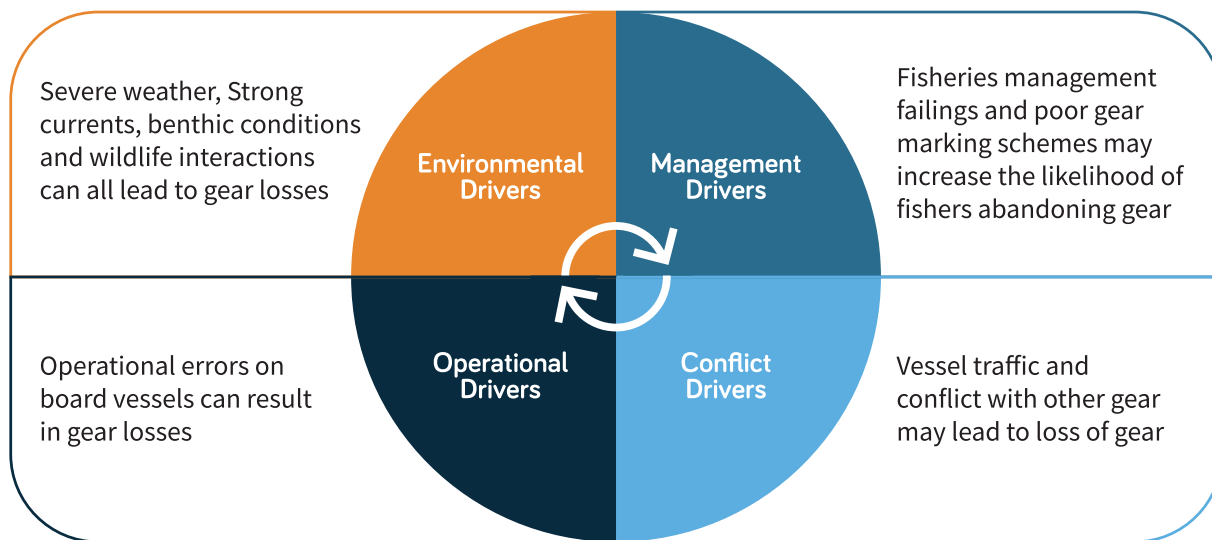 Severe weather, Strong
currents, benthic conditions
and wildlife interactions
can all lead to gear losses
Environmental
Drivers
Management
Drivers
Fisheries management
failings and poor gear
marking schemes may
increase the likelihood of
fishers abandoning gear
Operational errors on
board vessels can result
in gear losses
Operational
Drivers
Conflict
Drivers
Vessel traffic and
conflict with other gear
may lead to loss of gear